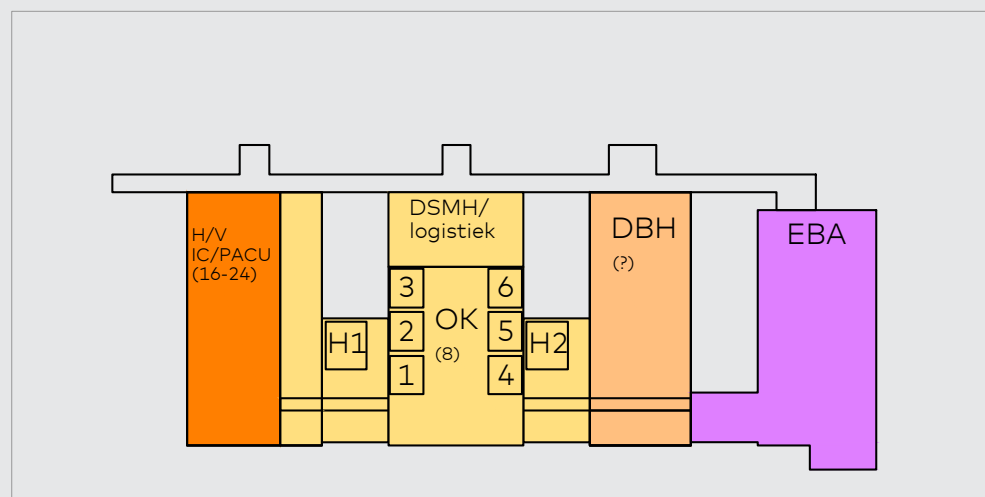 H/V
IC/PACU
(16-24)
DSMH/
logistiek
DBH
(?)
EBA
3
6
OK
2
5
(8)
H1
H2
1
4